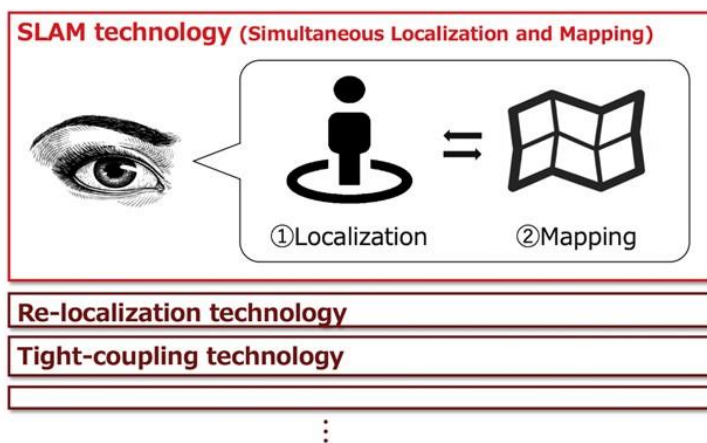 SLAM technology (Simultaneous Localization and Mapping)
①Localization
②Mapping
Re-localization technology
Tight-coupling technology
⋮